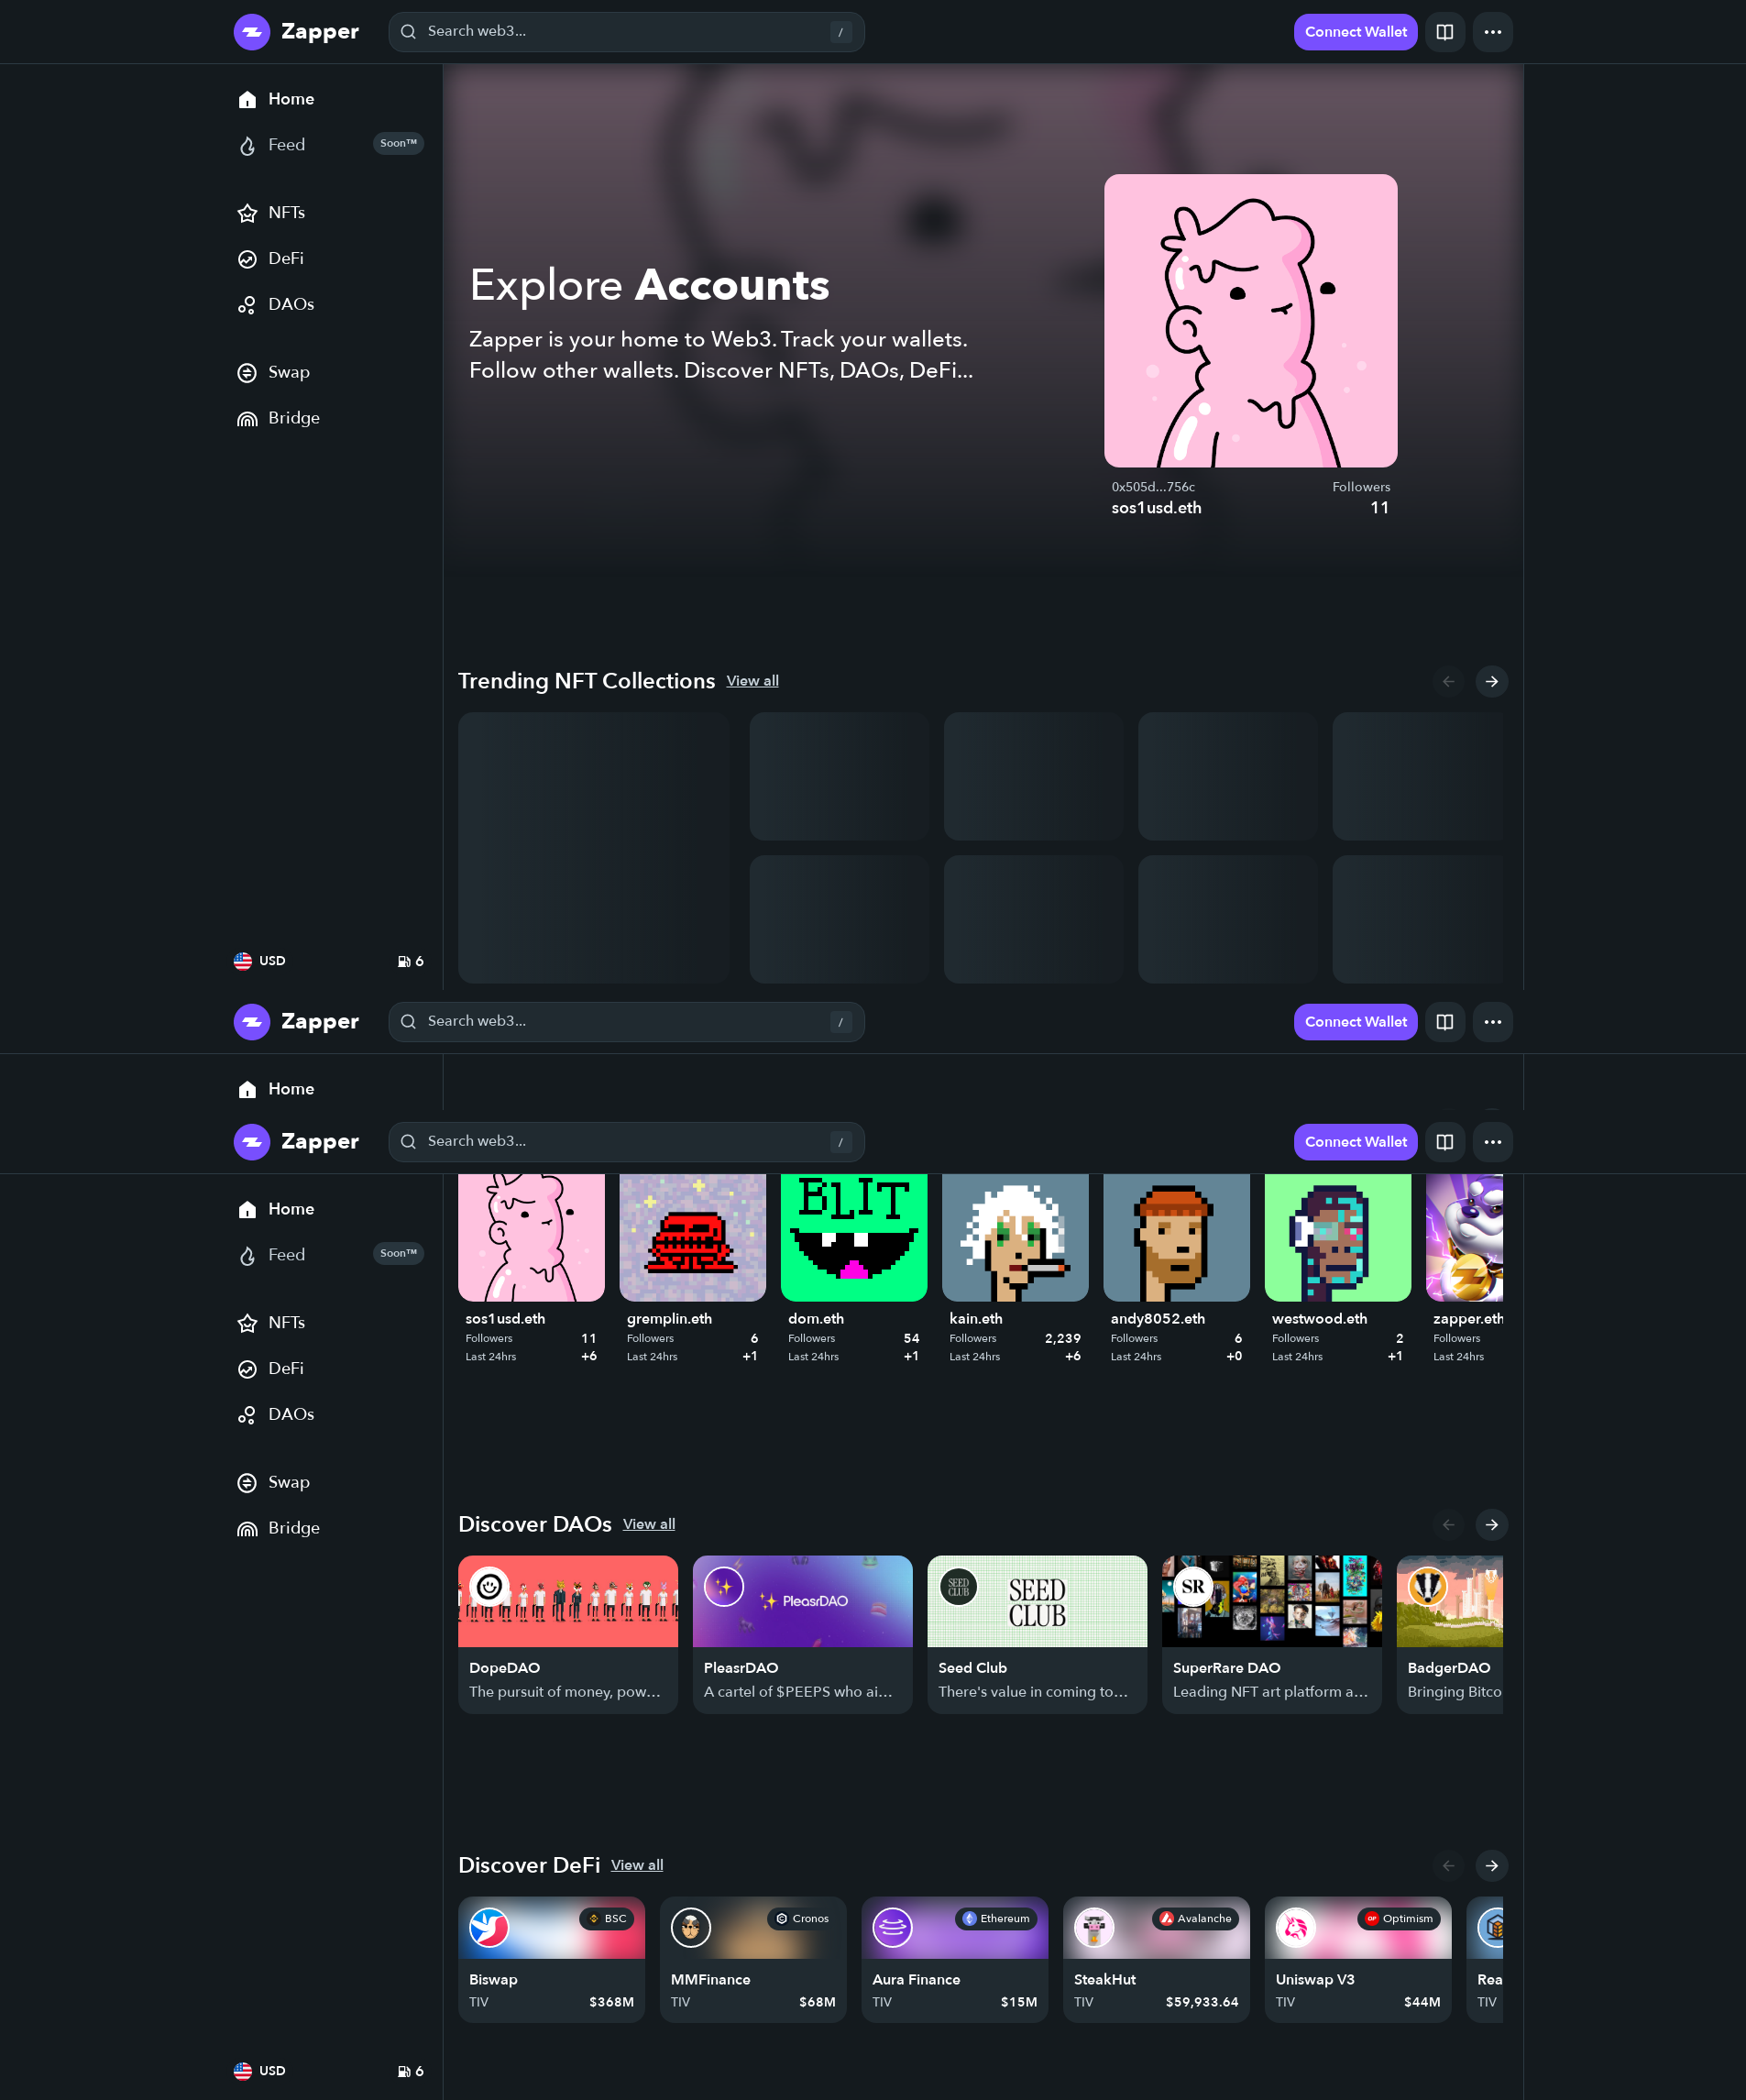 Zapper
Search web3...
/
Connect Wallet
Home
Feed
Soon™
NFTs
DeFi
DAOs
Swap
Bridge
Explore Accounts
Zapper is your home to Web3. Track your wallets.
Follow other wallets. Discover NFTs, DAOs, DeFi...
0x505d...756c
Followers
sos1usd.eth
11
Trending NFT Collections
View all
USD
6
Zapper
Search web3...
/
Connect Wallet
Home
Zapper
Search web3...
/
Connect Wallet
Home
Feed
Soon™
NFTs
DeFi
DAOs
Swap
Bridge
BLIT
sos1usd.eth
Followers 11
Last 24hrs +6
gremplin.eth
Followers 6
Last 24hrs +1
dom.eth
Followers 54
Last 24hrs +1
kain.eth
Followers 2,239
Last 24hrs +6
andy8052.eth
Followers 6
Last 24hrs +0
westwood.eth
Followers 2
Last 24hrs +1
zapper.eth
Followers
Last 24hrs
Discover DAOs
View all
DopeDAO
The pursuit of money, pow...
PleasrDAO
PleasrDAO
A cartel of $PEEPS who ai...
SEED
CLUB
SEED
CLUB
Seed Club
There's value in coming to...
SR
SuperRare DAO
Leading NFT art platform a...
BadgerDAO
Bringing Bitco
Discover DeFi
View all
BSC
Biswap
TIV $368M
Cronos
MMFinance
TIV $68M
Ethereum
Aura Finance
TIV $15M
Avalanche
SteakHut
TIV $59,933.64
OP
Optimism
Uniswap V3
TIV $44M
Rea
TIV
USD
6